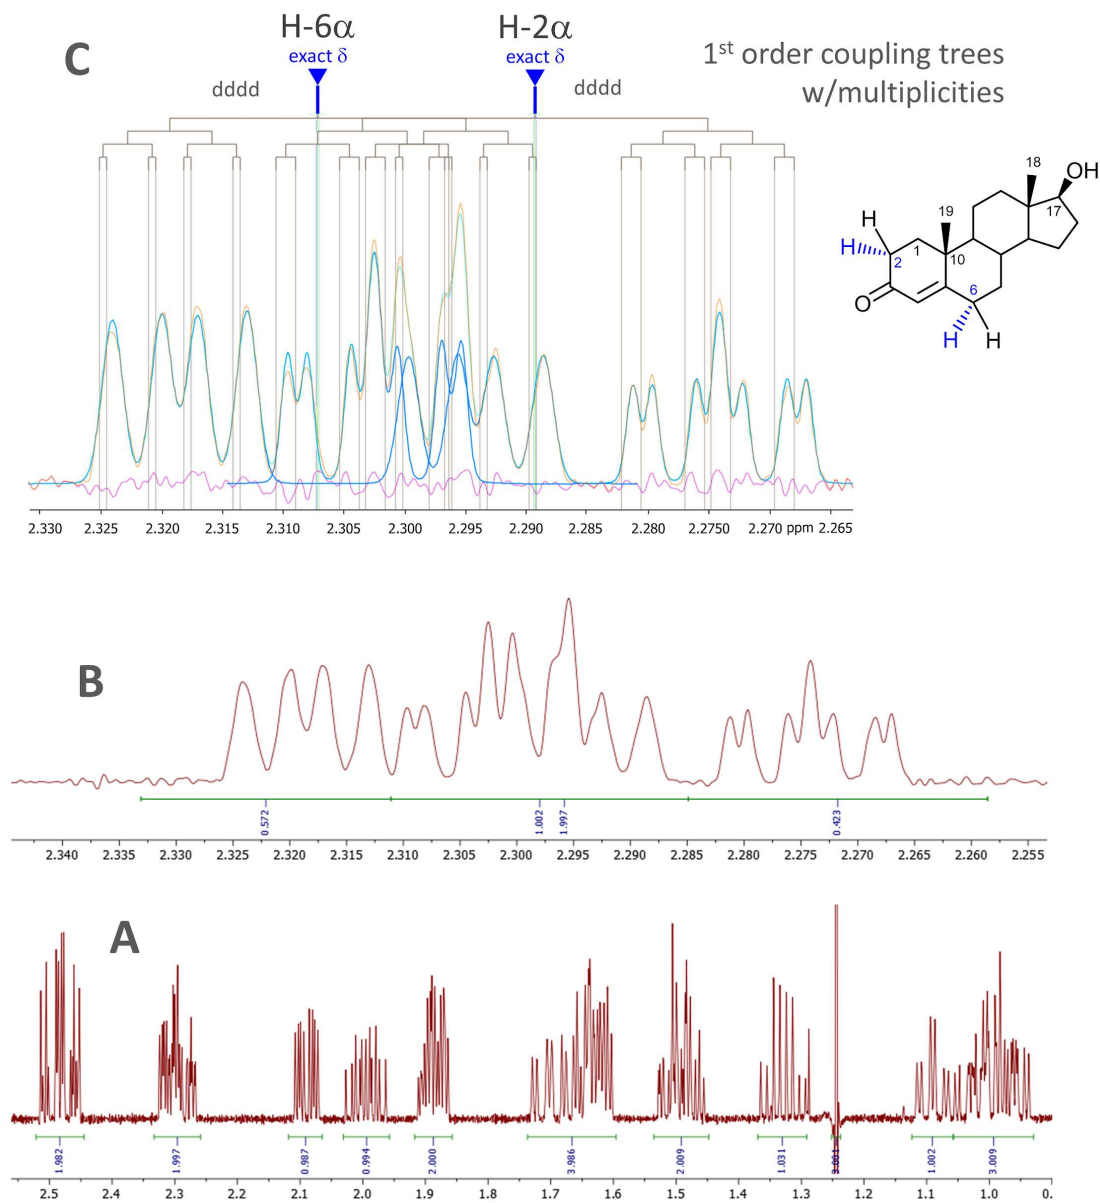 C
H-6α
exact δ
H-2α
exact δ
dddd
dddd
1st order coupling trees
w/multiplicities
18
OH
17
19
H
H
2
1
10
6
O
H
H
2.330 2.325 2.320 2.315 2.310 2.305 2.300 2.295 2.290 2.285 2.280 2.2750 2.270 ppm 2.265
B
0.572 1.002 1.997 0.423
2.340 2.335 2.330 2.325 2.320 2.315 2.310 2.305 2.300 2.295 2.290 2.285 2.280 2.275 2.270 2.265 2.260 2.255
A
1.982 1.997 0.987 0.994 2.000 3.986 2.009 1.031 3.001 1.002 3.009
2.5 2.4 2.3 2.2 2.1 2.0 1.9 1.8 1.7 1.6 1.5 1.4 1.3 1.2 1.1 1.0 0.